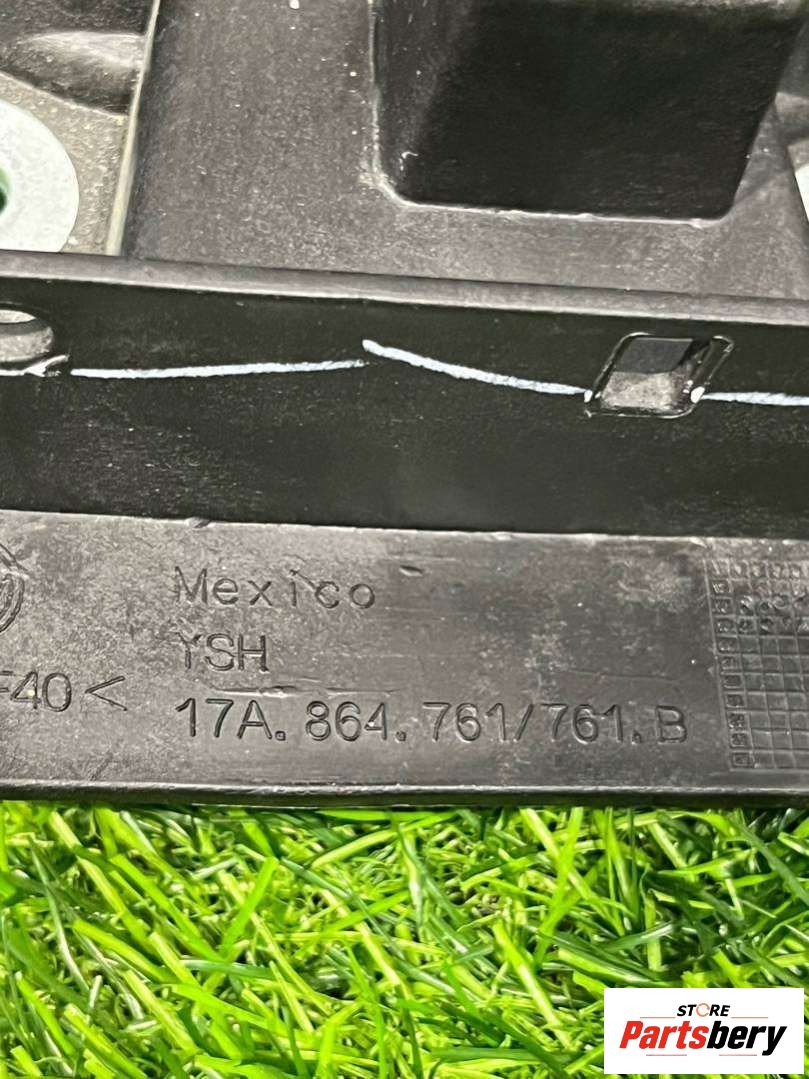 Mexico
YSH
F40<
17A.864.761/761.B
STORE
Partsbery